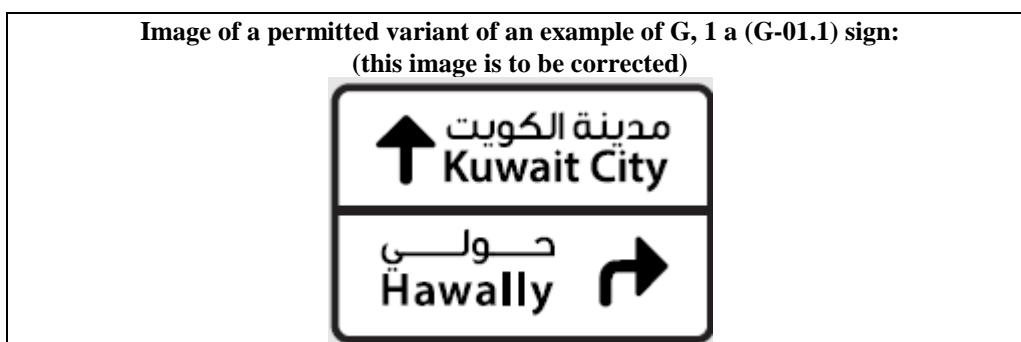 Image of a permitted variant of an example of G, 1 a (G-01.1) sign:
(this image is to be corrected)
مدينة الكويت
Kuwait City
حـــولـــي
Hawally